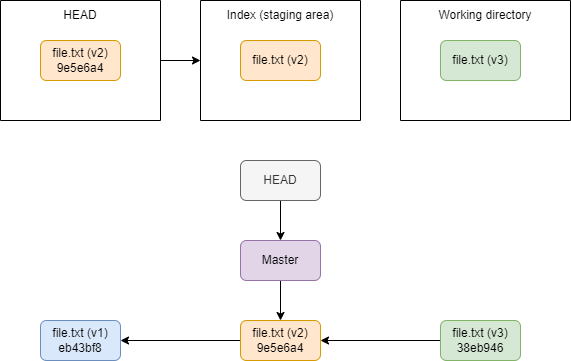 HEAD
Index (staging area)
Working directory
file.txt (v2)
9e5e6a4
file.txt (v2)
file.txt (v3)
HEAD
Master
file.txt (v1)
eb43bf8
file.txt (v2)
9e5e6a4
file.txt (v3)
38eb946